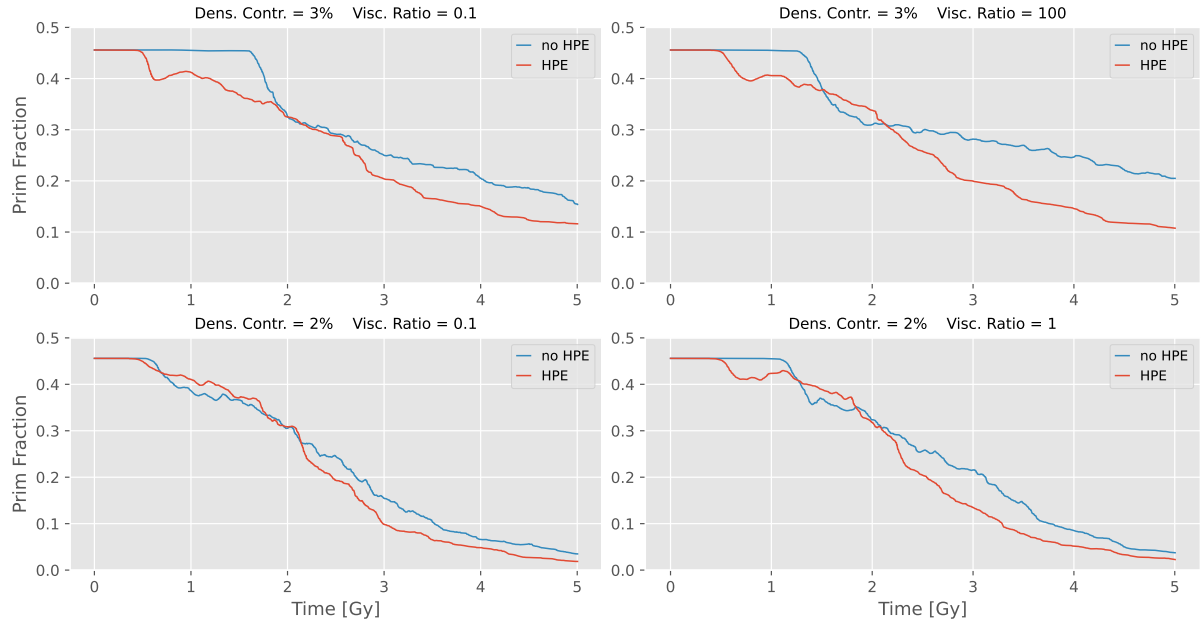 Dens. Contr. = 3%    Visc. Ratio = 0.1
0.5
0.4
0.3
0.2
0.1
0.0
Prim Fraction
no HPE
HPE
0 1 2 3 4 5
Dens. Contr. = 3%    Visc. Ratio = 100
0.5
0.4
0.3
0.2
0.1
0.0
no HPE
HPE
0 1 2 3 4 5
Dens. Contr. = 2%    Visc. Ratio = 0.1
0.5
0.4
0.3
0.2
0.1
0.0
Prim Fraction
no HPE
HPE
0 1 2 3 4 5
Time [Gy]
Dens. Contr. = 2%    Visc. Ratio = 1
0.5
0.4
0.3
0.2
0.1
0.0
no HPE
HPE
0 1 2 3 4 5
Time [Gy]